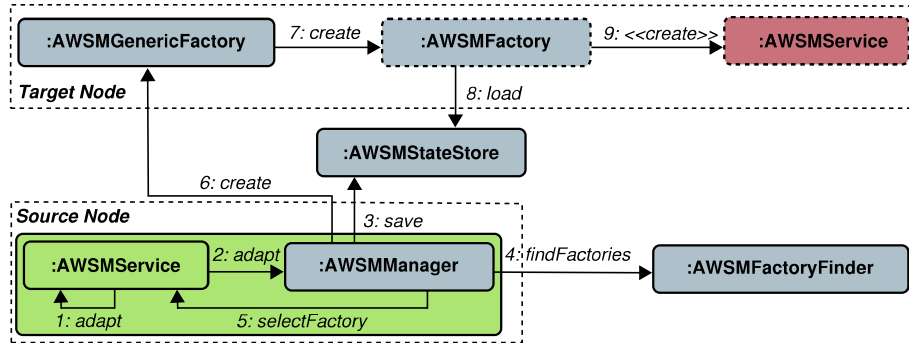 :AWSMGenericFactory
7: create
:AWSMFactory
9: <<create>>
:AWSMService
Target Node
8: load
:AWSMStateStore
6: create
Source Node
3: save
:AWSMService
2: adapt
:AWSMManager
4: findFactories
:AWSMFactoryFinder
1: adapt
5: selectFactory